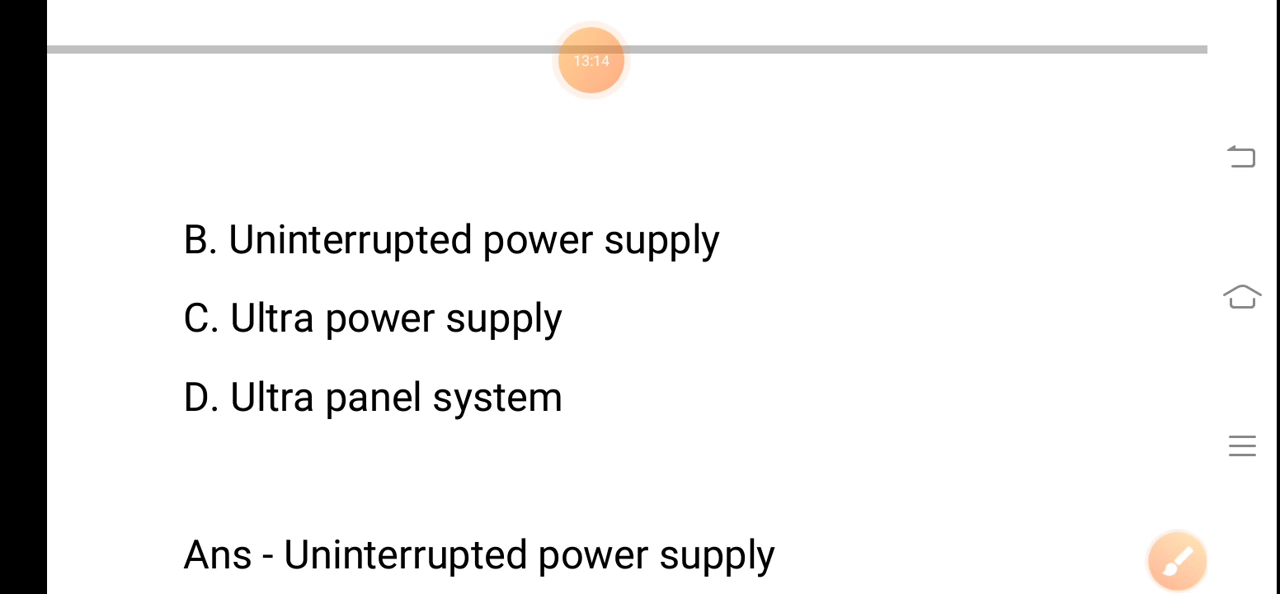 13:14
B. Uninterrupted power supply
C. Ultra power supply
D. Ultra panel system
Ans - Uninterrupted power supply